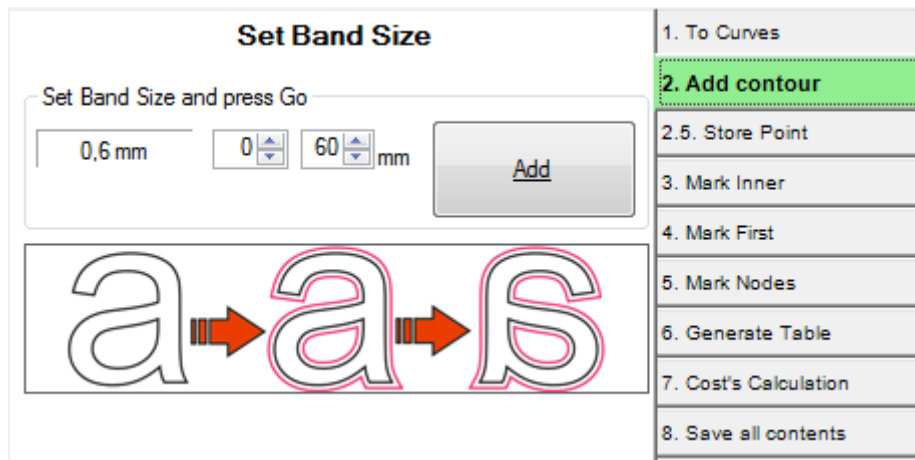 Set Band Size
Set Band Size and press Go
0,6 mm
0
60
mm
Add
a a a
1. To Curves
2. Add contour
2.5. Store Point
3. Mark Inner
4. Mark First
5. Mark Nodes
6. Generate Table
7. Cost's Calculation
8. Save all contents